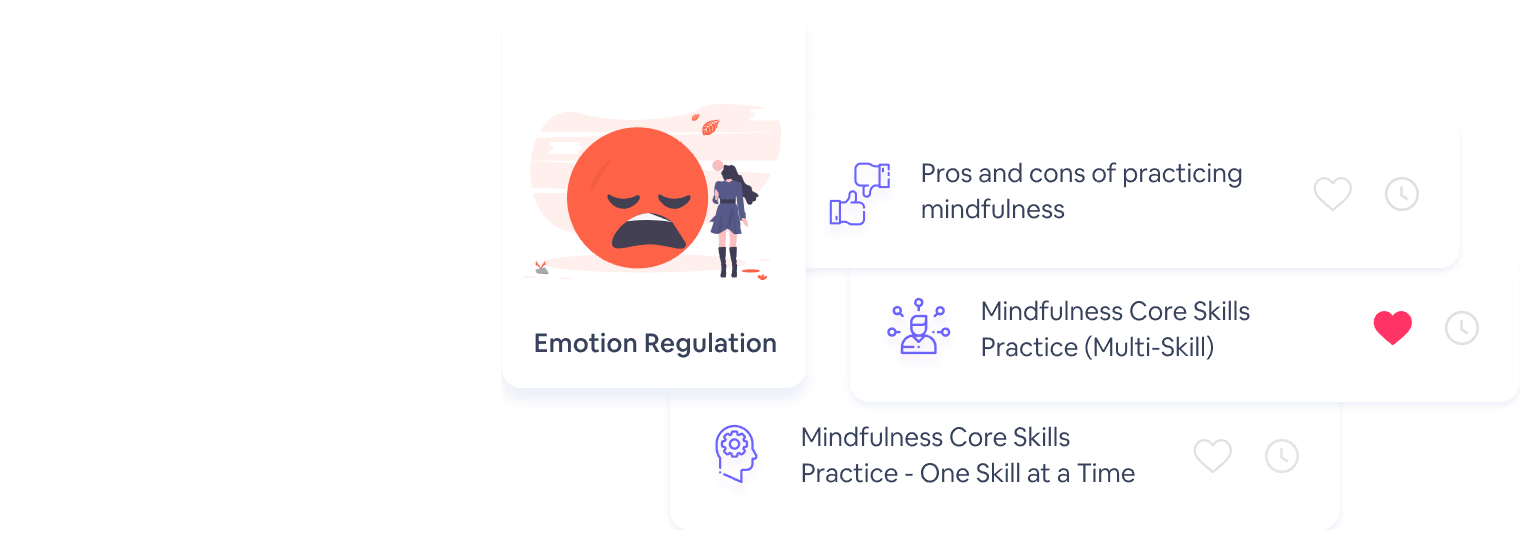 Pros and cons of practicing
mindfulness
Mindfulness Core Skills
Practice (Multi-Skill)
Emotion Regulation
Mindfulness Core Skills
Practice - One Skill at a Time